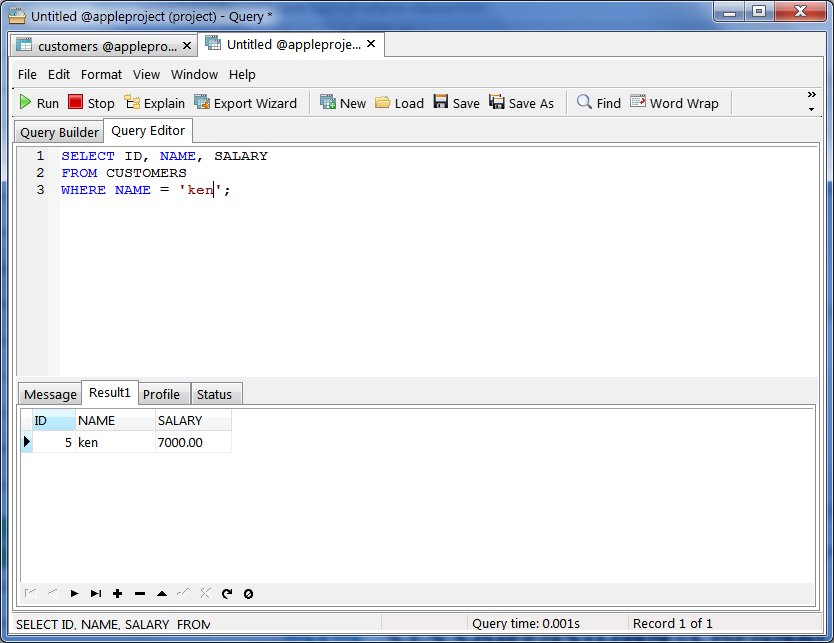 Untitled @appleproject (project) - Query *
customers @applepro... Untitled @appleproje...
File Edit Format View Window Help
Run Stop Explain Export Wizard New Load Save Save As Find Word Wrap
Query Builder Query Editor
1 SELECT ID, NAME, SALARY
2 FROM CUSTOMERS
3 WHERE NAME = 'ken';
Message Result1 Profile Status
ID NAME SALARY
5 ken 7000.00
SELECT ID, NAME, SALARY FROM Query time: 0.001s Record 1 of 1